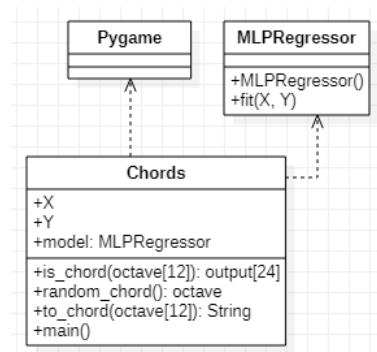 Pygame
MLPRegressor
+MLPRegressor()
+fit(X, Y)
Chords
+X
+Y
+model: MLPRegressor
+is_chord(octave[12]): output[24]
+random_chord(): octave
+to_chord(octave[12]): String
+main()